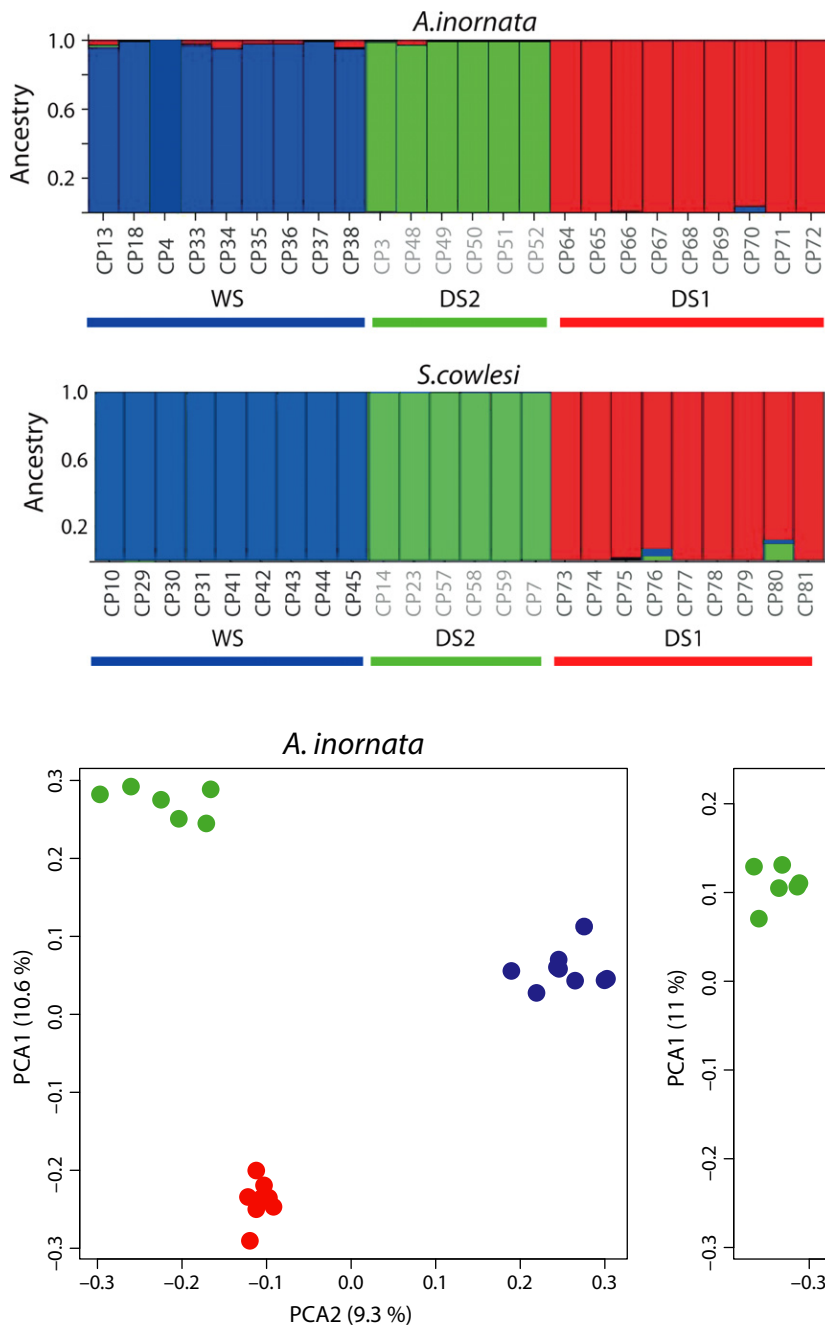 A.inornata
Ancestry
1.0
0.6
0.2
CP13 CP18 CP4 CP33 CP34 CP35 CP36 CP37 CP38 CP3 CP48 CP49 CP50 CP51 CP52 CP64 CP65 CP66 CP67 CP68 CP69 CP70 CP71 CP72
WS DS2 DS1
S.cowlesi
Ancestry
1.0
0.6
0.2
CP10 CP29 CP30 CP31 CP41 CP42 CP43 CP44 CP45 CP14 CP23 CP57 CP58 CP59 CP7 CP73 CP74 CP75 CP76 CP77 CP78 CP79 CP80 CP81
WS DS2 DS1
A. inornata
PCA1 (10.6 %)
0.3
0.2
0.1
0.0
−0.1
−0.2
−0.3
−0.3 −0.2 −0.1 0.0 0.1 0.2 0.3
PCA2 (9.3 %)
PCA1 (11 %)
0.2
0.1
0.0
−0.1
−0.2
−0.3
−0.3